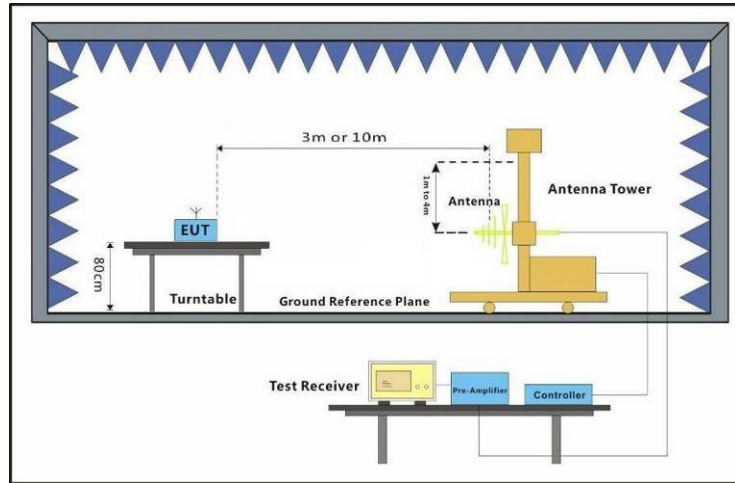 3m or 10m
1m to 4m
Antenna
Antenna Tower
EUT
80cm
Turntable
Ground Reference Plane
Test Receiver
Pre-Amplifier
Controller